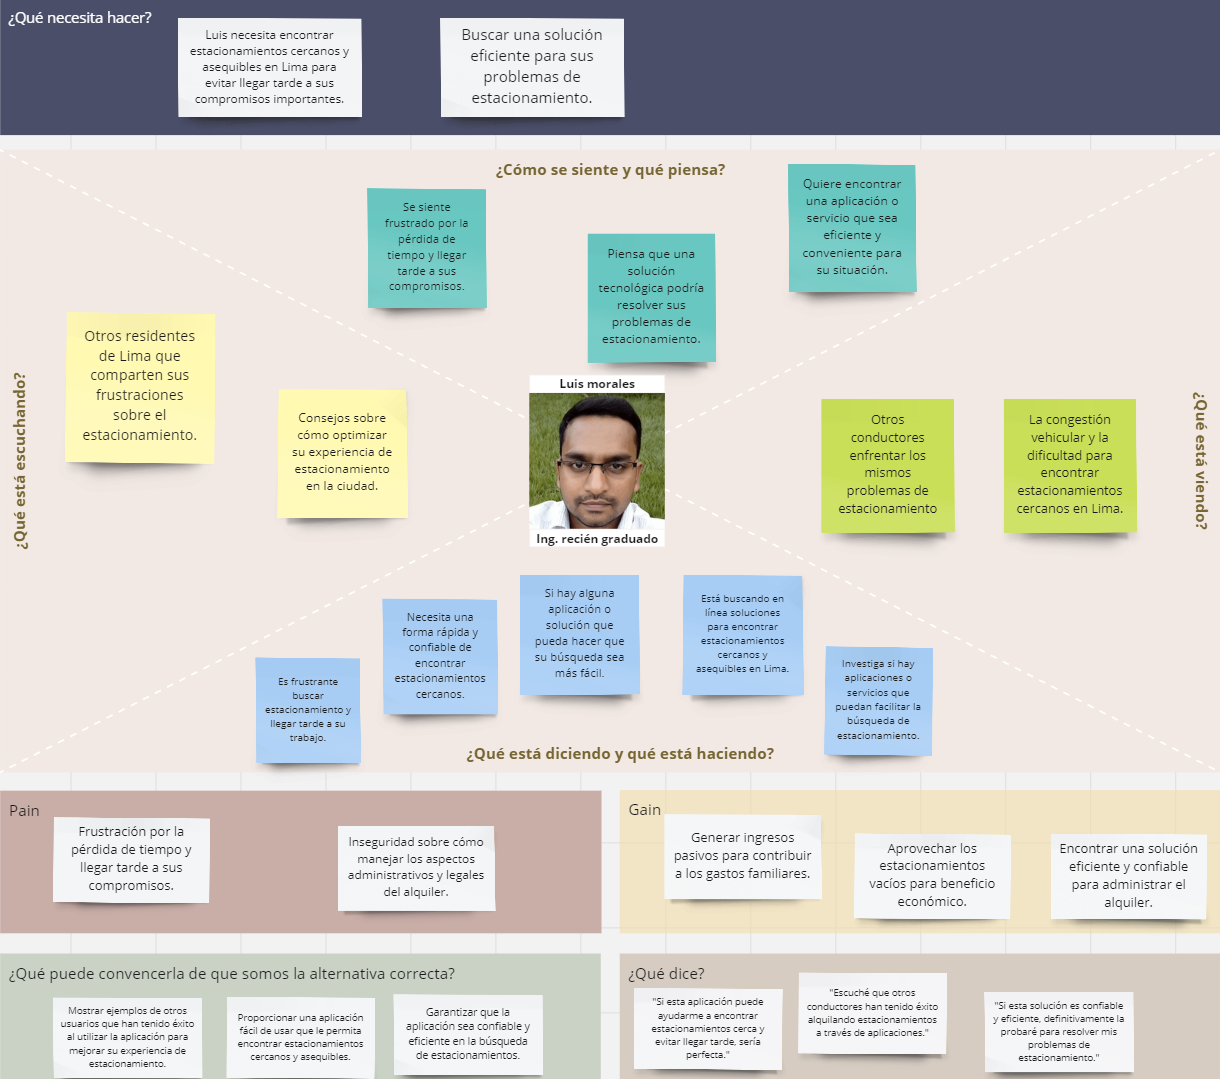 ¿Qué necesita hacer?
Luis necesita encontrar
estacionamientos cercanos y
asequibles en Lima para
evitar llegar tarde a sus
compromisos importantes.
Buscar una solución
eficiente para sus
problemas de
estacionamiento.
¿Cómo se siente y qué piensa?
Se siente
frustrado por la
pérdida de
tiempo y llegar
tarde a sus
compromisos.
Piensa que una
solución
tecnológica podría
resolver sus
problemas de
estacionamiento.
Quiere encontrar
una aplicación o
servicio que sea
eficiente y
conveniente para
su situación.
¿Qué está escuchando?
Otros residentes
de Lima que
comparten sus
frustraciones
sobre el
estacionamiento.
Consejos sobre
cómo optimizar
su experiencia de
estacionamiento
en la ciudad.
Luis morales
Ing. recién graduado
Otros
conductores
enfrentar los
mismos
problemas de
estacionamiento
La congestión
vehicular y la
dificultad para
encontrar
estacionamientos
cercanos en Lima.
¿Qué está viendo?
Es frustrante
buscar
estacionamiento y
llegar tarde a su
trabajo.
Necesita una
forma rápida y
confiable de
encontrar
estacionamientos
cercanos.
Si hay alguna
aplicación o
solución que
pueda hacer que
su búsqueda sea
más fácil.
Está buscando en
línea soluciones
para encontrar
estacionamientos
cercanos y
asequibles en Lima.
Investiga si hay
aplicaciones o
servicios que
puedan facilitar la
búsqueda de
estacionamiento.
¿Qué está diciendo y qué está haciendo?
Pain
Frustración por la
pérdida de tiempo y
llegar tarde a sus
compromisos.
Inseguridad sobre cómo
manejar los aspectos
administrativos y legales
del alquiler.
Gain
Generar ingresos
pasivos para contribuir
a los gastos familiares.
Aprovechar los
estacionamientos
vacíos para beneficio
económico.
Encontrar una solución
eficiente y confiable
para administrar el
alquiler.
¿Qué puede convencerla de que somos la alternativa correcta?
Mostrar ejemplos de otros
usuarios que han tenido éxito
al utilizar la aplicación para
mejorar su experiencia de
estacionamiento.
Proporcionar una aplicación
fácil de usar que le permita
encontrar estacionamientos
cercanos y asequibles.
Garantizar que la
aplicación sea confiable y
eficiente en la búsqueda
de estacionamientos.
¿Qué dice?
"Si esta aplicación puede
ayudarme a encontrar
estacionamientos cerca y
evitar llegar tarde, sería
perfecta."
"Escuché que otros
conductores han tenido éxito
alquilando estacionamientos
a través de aplicaciones."
"Si esta solución es confiable
y eficiente, definitivamente la
probaré para resolver mis
problemas de
estacionamiento."